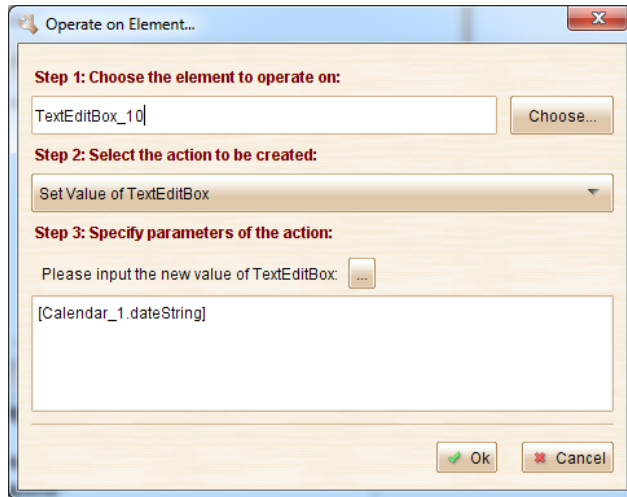 Operate on Element...
Step 1: Choose the element to operate on:
TextEditBox_10
Choose...
Step 2: Select the action to be created:
Set Value of TextEditBox
Step 3: Specify parameters of the action:
Please input the new value of TextEditBox: ...
[Calendar_1.dateString]
Ok Cancel